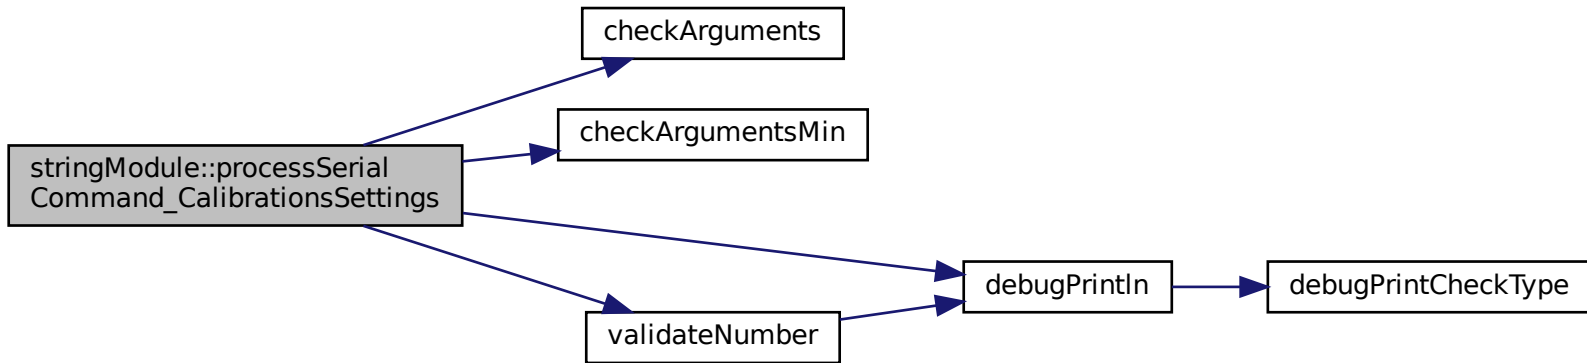 checkArguments
checkArgumentsMin
stringModule::processSerial
Command_CalibrationsSettings
debugPrintln
debugPrintCheckType
validateNumber